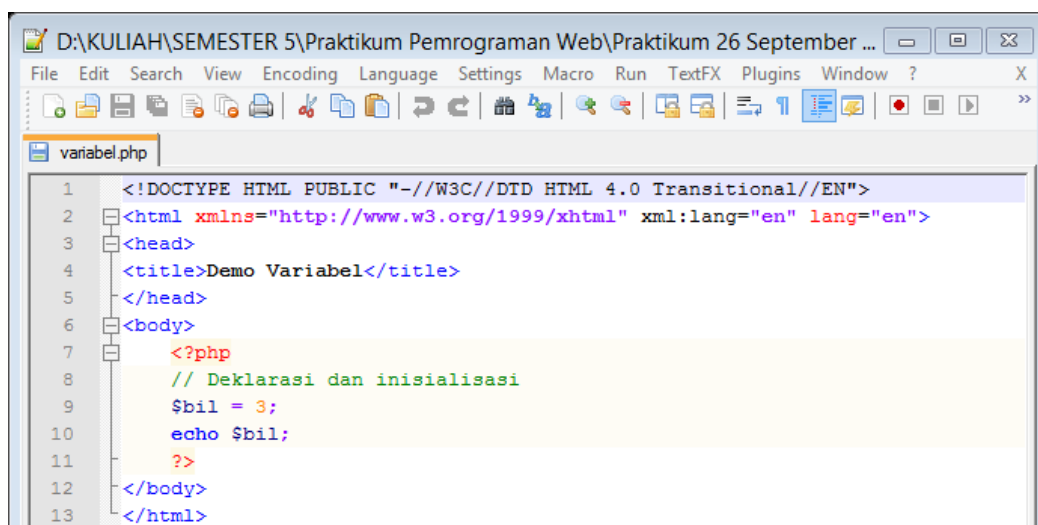 D:\KULIAH\SEMESTER 5\Praktikum Pemrograman Web\Praktikum 26 September ...
File Edit Search View Encoding Language Settings Macro Run TextFX Plugins Window ? X
variabel.php
1 <!DOCTYPE HTML PUBLIC "-//W3C//DTD HTML 4.0 Transitional//EN">
2 <html xmlns="http://www.w3.org/1999/xhtml" xml:lang="en" lang="en">
3 <head>
4 <title>Demo Variabel</title>
5 </head>
6 <body>
7 <?php
8 // Deklarasi dan inisialisasi
9 $bil = 3;
10 echo $bil;
11 ?>
12 </body>
13 </html>